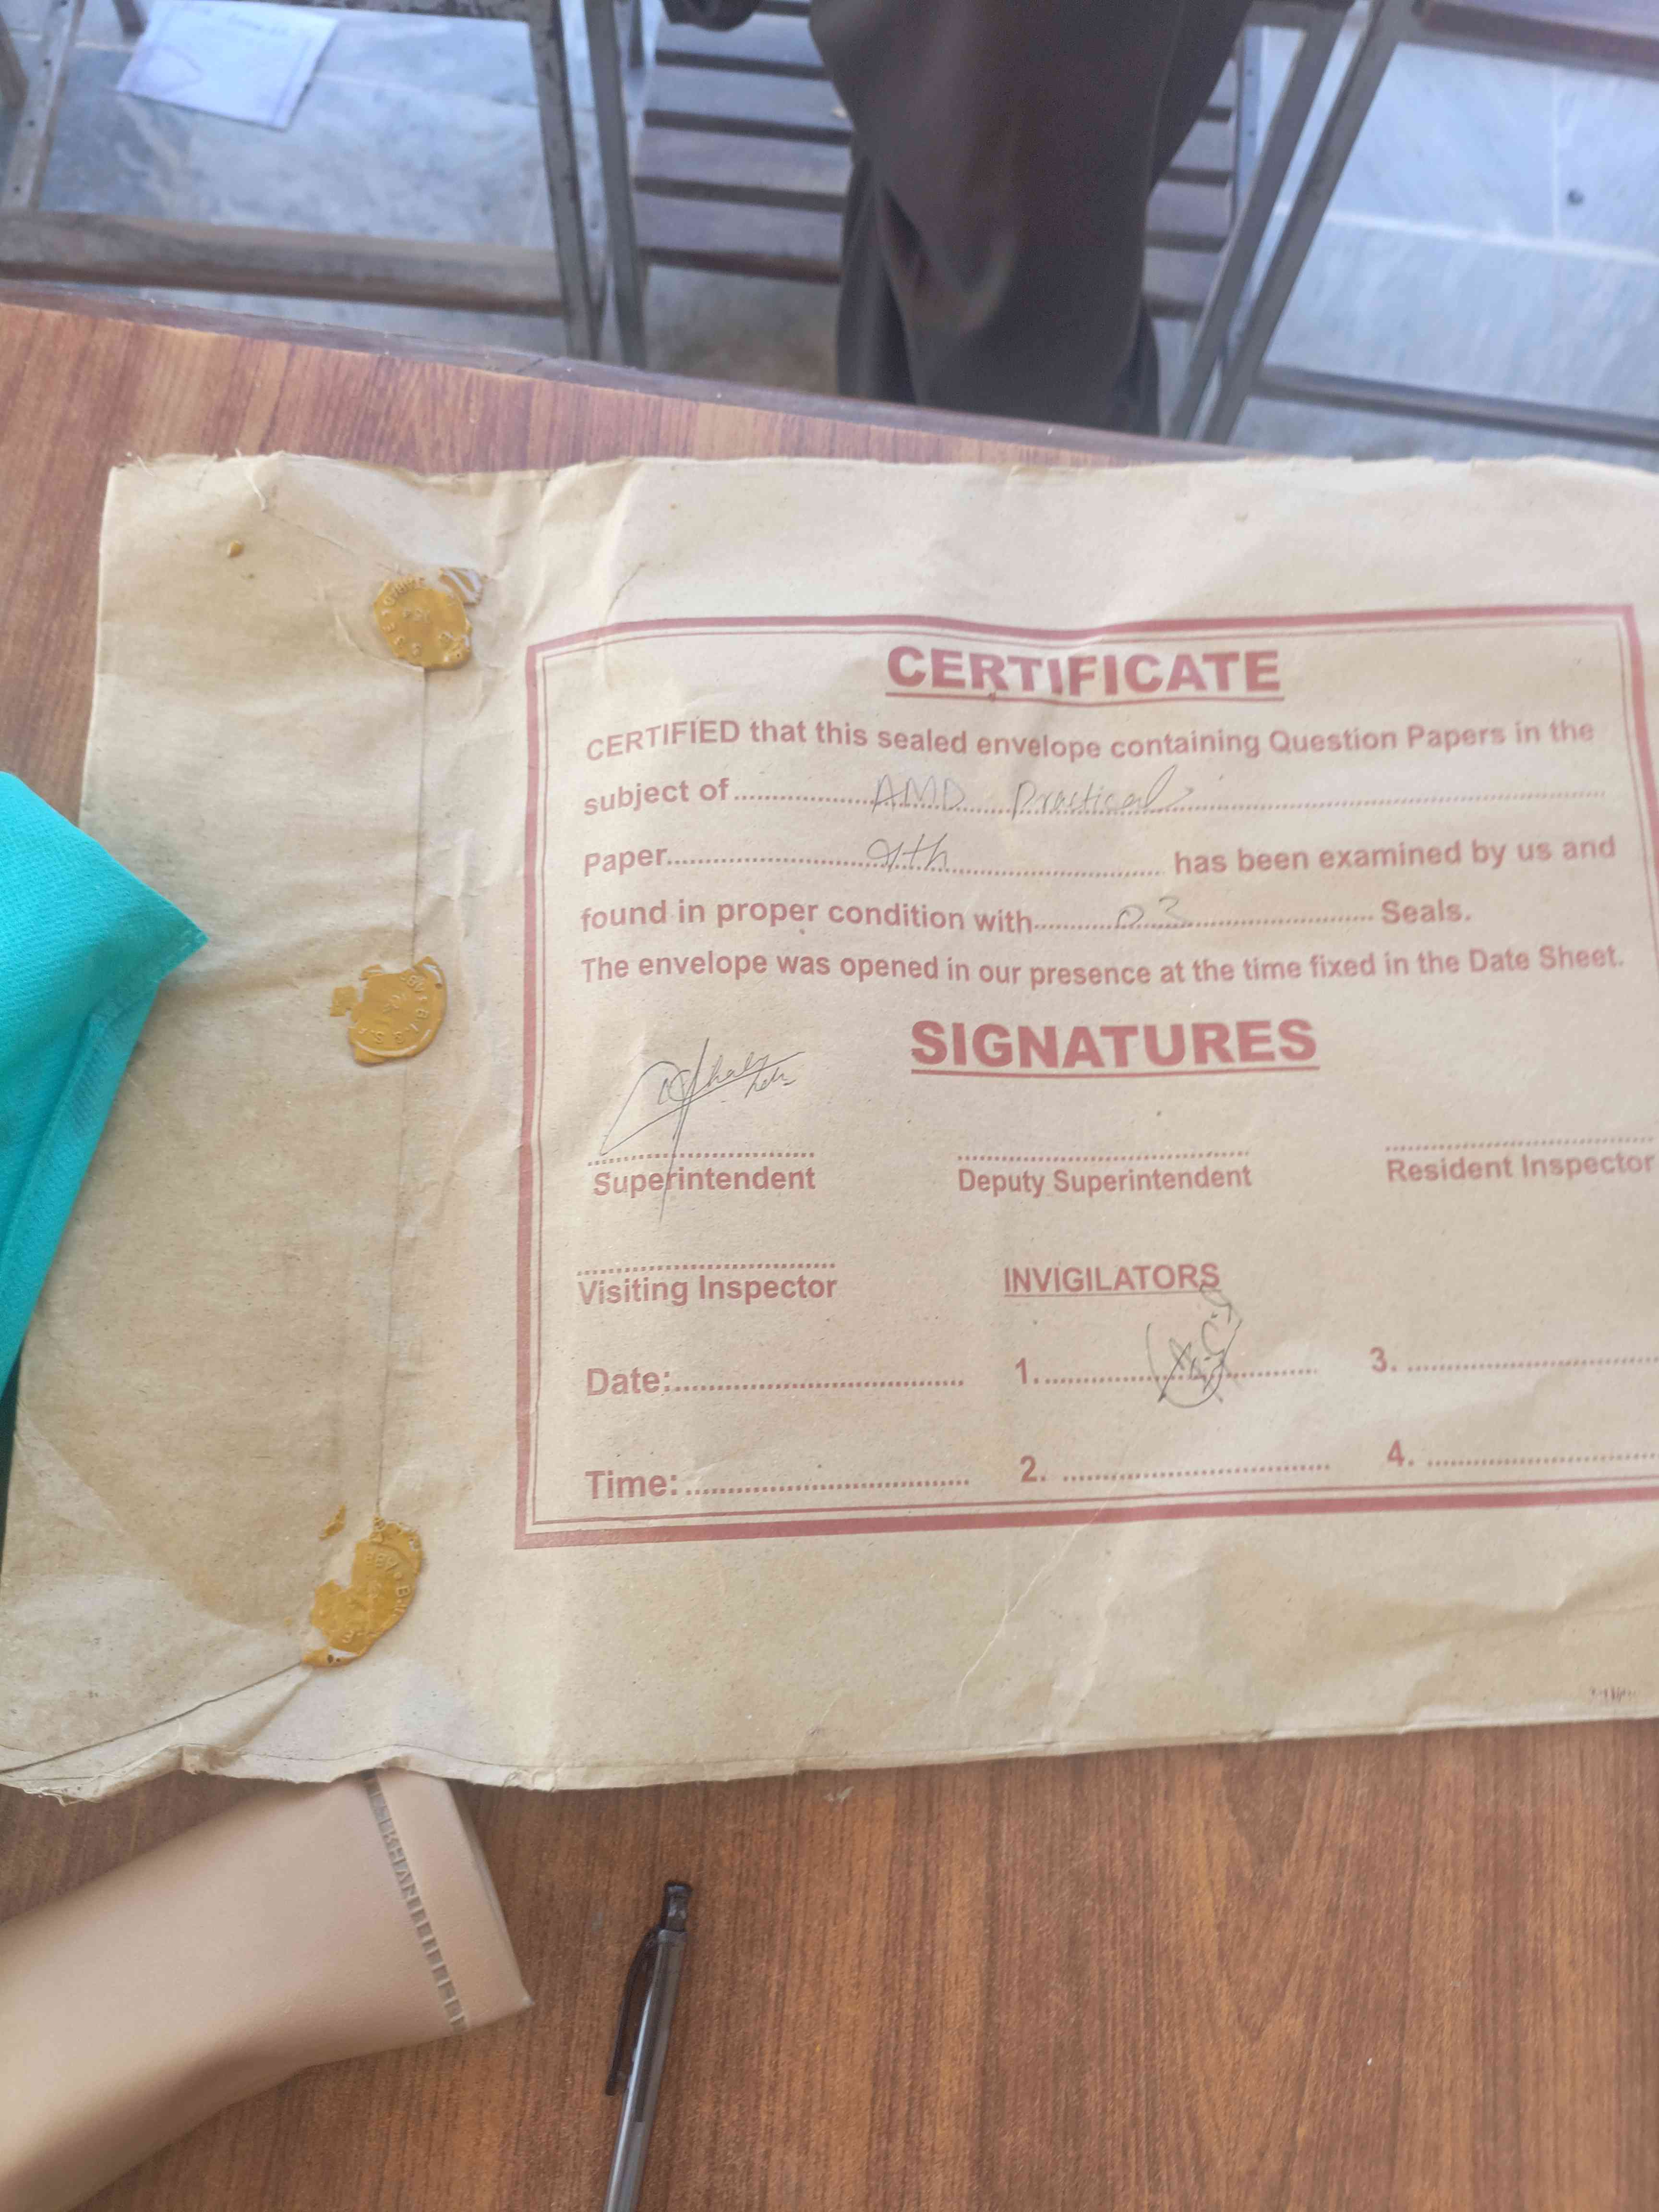 CERTIFICATE
CERTIFIED that this sealed envelope containing Question Papers in the
subject of AMD Practical
Paper 9th has been examined by us and
found in proper condition with 03 Seals.
The envelope was opened in our presence at the time fixed in the Date Sheet.
SIGNATURES
Superintendent
Deputy Superintendent
Resident Inspector
Visiting Inspector
INVIGILATORS
Date:
1.
3.
Time:
2.
4.